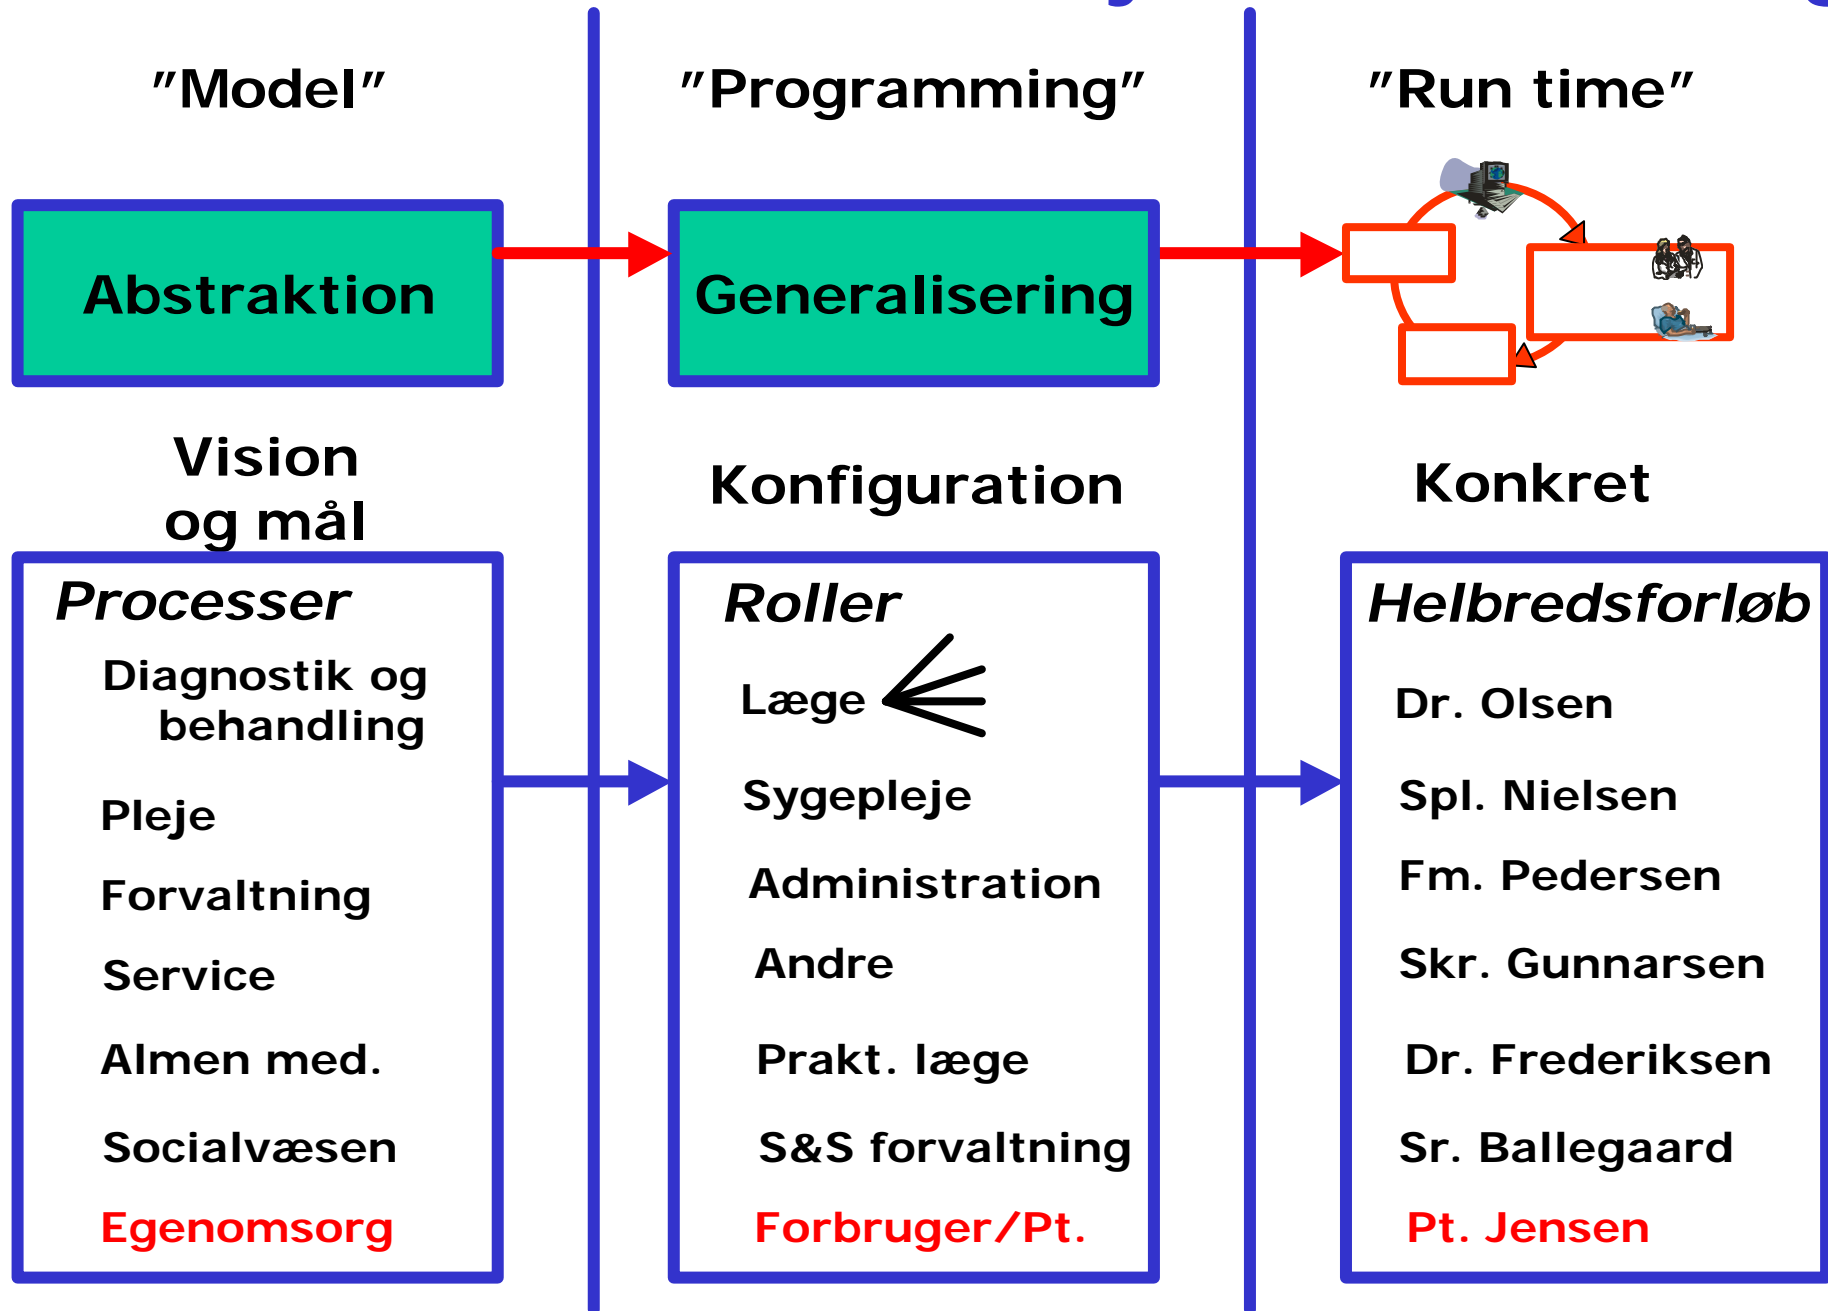 ”Model”
”Programming”
”Run time”
Abstraktion
Generalisering
Vision
og mål
Konfiguration
Konkret
Processer
Diagnostik og
behandling
Pleje
Forvaltning
Service
Almen med.
Socialvæsen
Egenomsorg
Roller
Læge
Sygepleje
Administration
Andre
Prakt. læge
S&S forvaltning
Forbruger/Pt.
Helbredsforløb
Dr. Olsen
Spl. Nielsen
Fm. Pedersen
Skr. Gunnarsen
Dr. Frederiksen
Sr. Ballegaard
Pt. Jensen